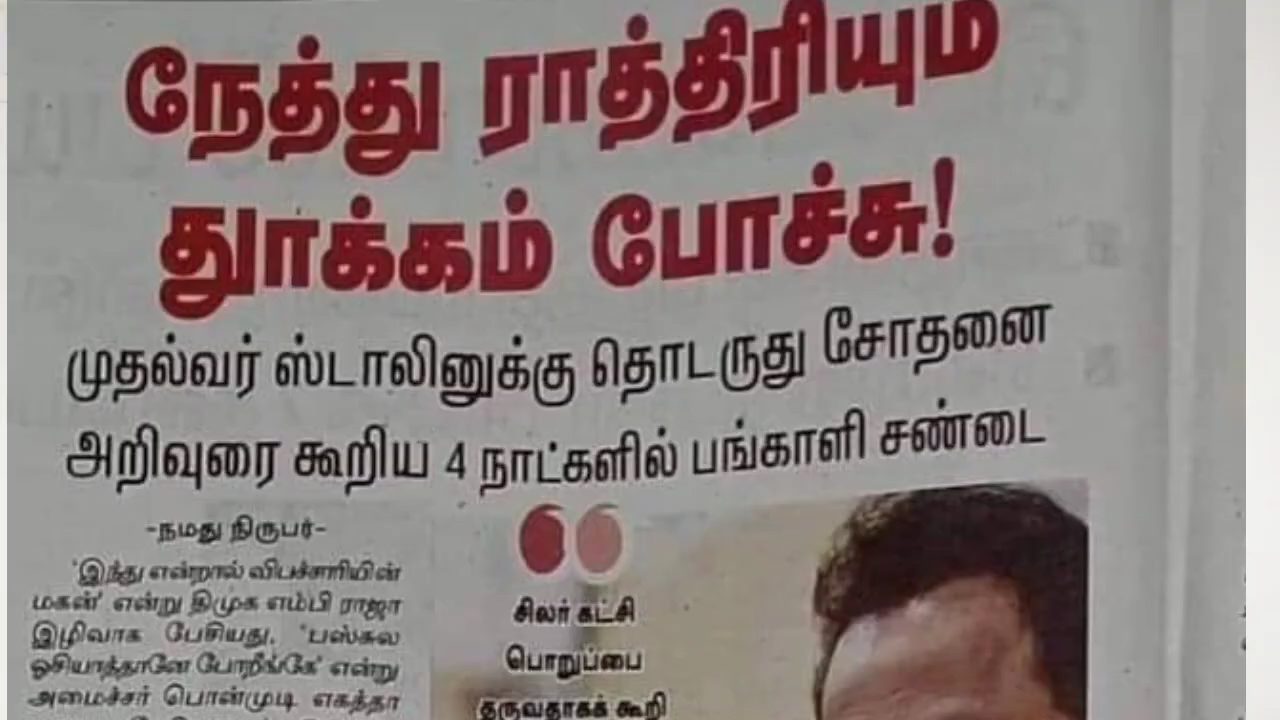 நேத்து ராத்திரியும்
தூக்கம் போச்சு!
முதல்வர் ஸ்டாலினுக்கு தொடருது சோதனை
அறிவுரை கூறிய 4 நாட்களில் பங்காளி சண்டை
-நமது நிருபர்-
'இந்து என்றால் விபச்சாரியின்
மகன்' என்று திமுக எம்பி ராஜா
இழிவாக பேசியது, 'பஸ்கல
ஓசியாத்தானே போறீங்கே' என்று
அமைச்சர் பொன்முடி எகத்தா
சிலர் கட்சி
பொறுப்பை
தருவதாகக் கூறி